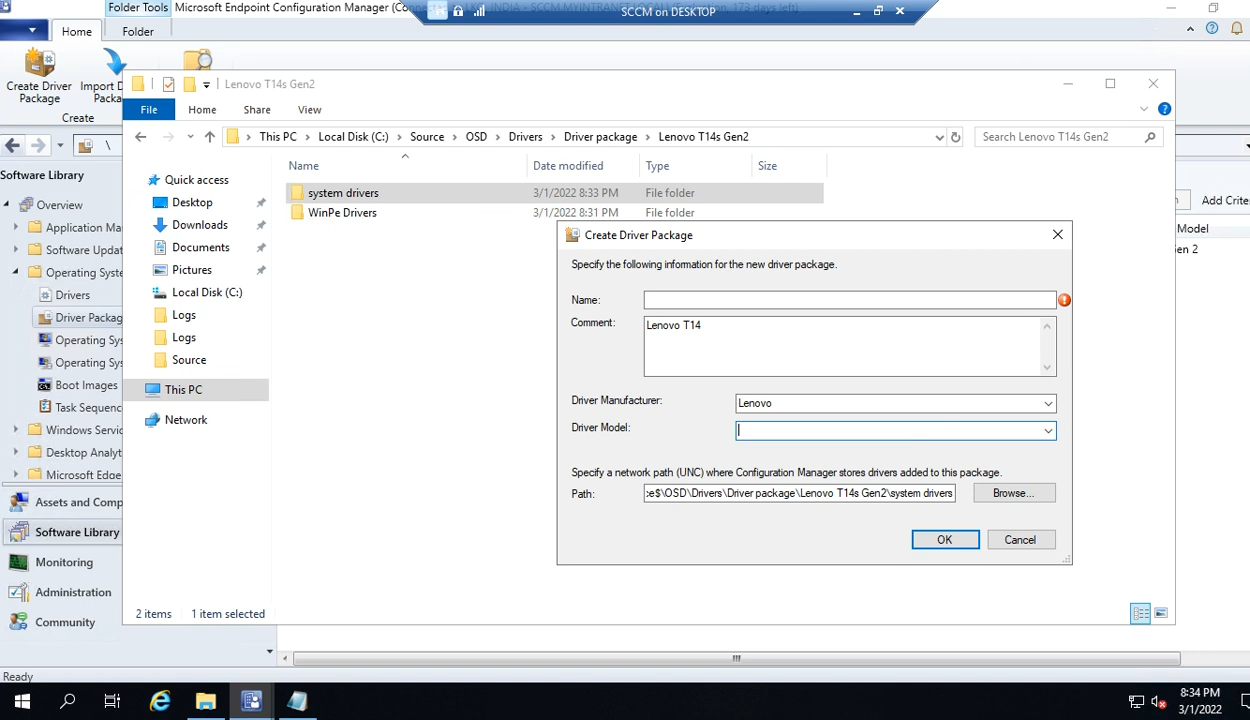 Folder Tools
Microsoft Endpoint Configuration Manager (Conn
SCCM on DESKTOP
Home
Folder
Create Driver
Package
Import D
Packa
Create
Lenovo T14s Gen2
File
Home
Share
View
This PC
Local Disk (C:)
Source
OSD
Drivers
Driver package
Lenovo T14s Gen2
Search Lenovo T14s Gen2
\
Software Library
Add Crite
Name
Date modified
Type
Size
Model
en 2
system drivers
3/1/2022 8:33 PM
File folder
WinPe Drivers
3/1/2022 8:31 PM
File folder
Quick access
Desktop
Downloads
Documents
Pictures
Local Disk (C:)
Logs
Logs
Source
This PC
Network
Overview
Application Ma
Software Updat
Operating Syste
Drivers
Driver Packag
Operating Sys
Operating Sys
Boot Images
Task Sequenc
Windows Servic
Desktop Analyt
Microsoft Edge
Assets and Comp
Software Library
Monitoring
Administration
Community
Create Driver Package
Specify the following information for the new driver package.
Name:
Comment:
Lenovo T14
Driver Manufacturer:
Lenovo
Driver Model:
Specify a network path (UNC) where Configuration Manager stores drivers added to this package.
Path:
ce$\OSD\Drivers\Driver package\Lenovo T14s Gen2\system drivers
Browse...
OK
Cancel
2 items
1 item selected
Ready
8:34 PM
3/1/2022